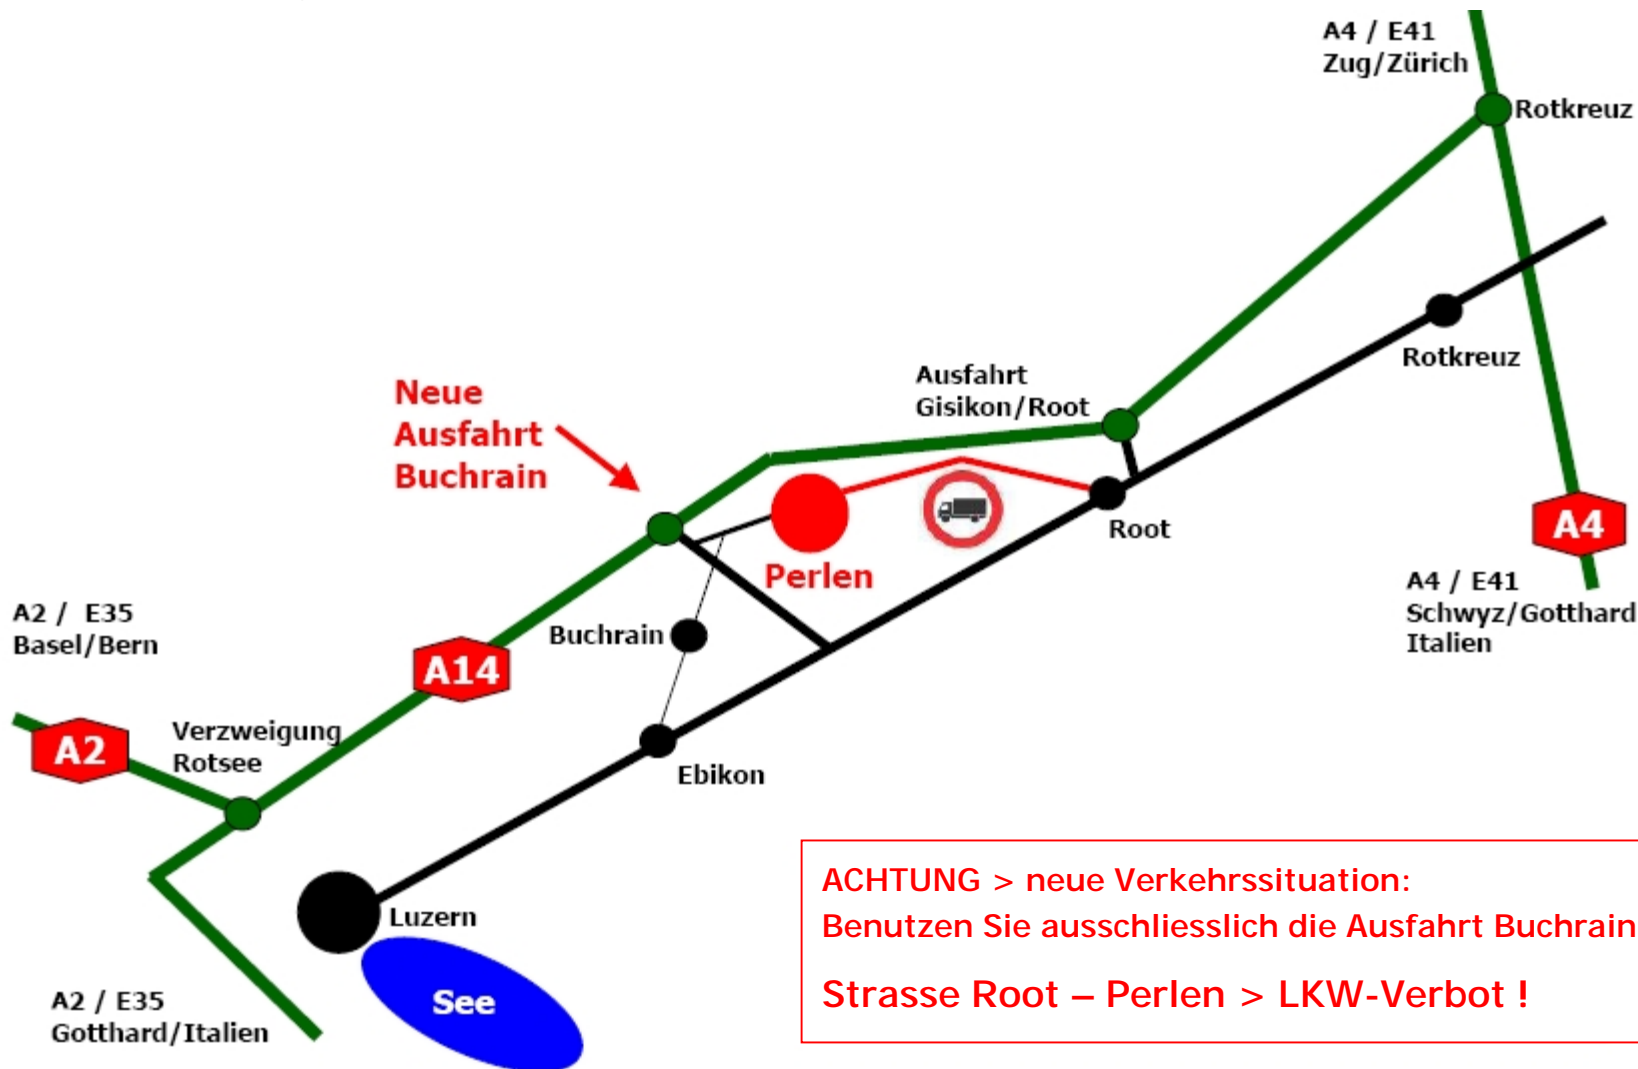 A4 / E41
Zug/Zürich
Rotkreuz
Rotkreuz
Ausfahrt
Gisikon/Root
Neue
Ausfahrt
Buchrain
Root
A4
Perlen
A4 / E41
Schwyz/Gotthard
Italien
A2 / E35
Basel/Bern
Buchrain
A14
Verzweigung
Rotsee
A2
Ebikon
Luzern
See
A2 / E35
Gotthard/Italien
ACHTUNG > neue Verkehrssituation:
Benutzen Sie ausschliesslich die Ausfahrt Buchrain
Strasse Root – Perlen > LKW-Verbot !